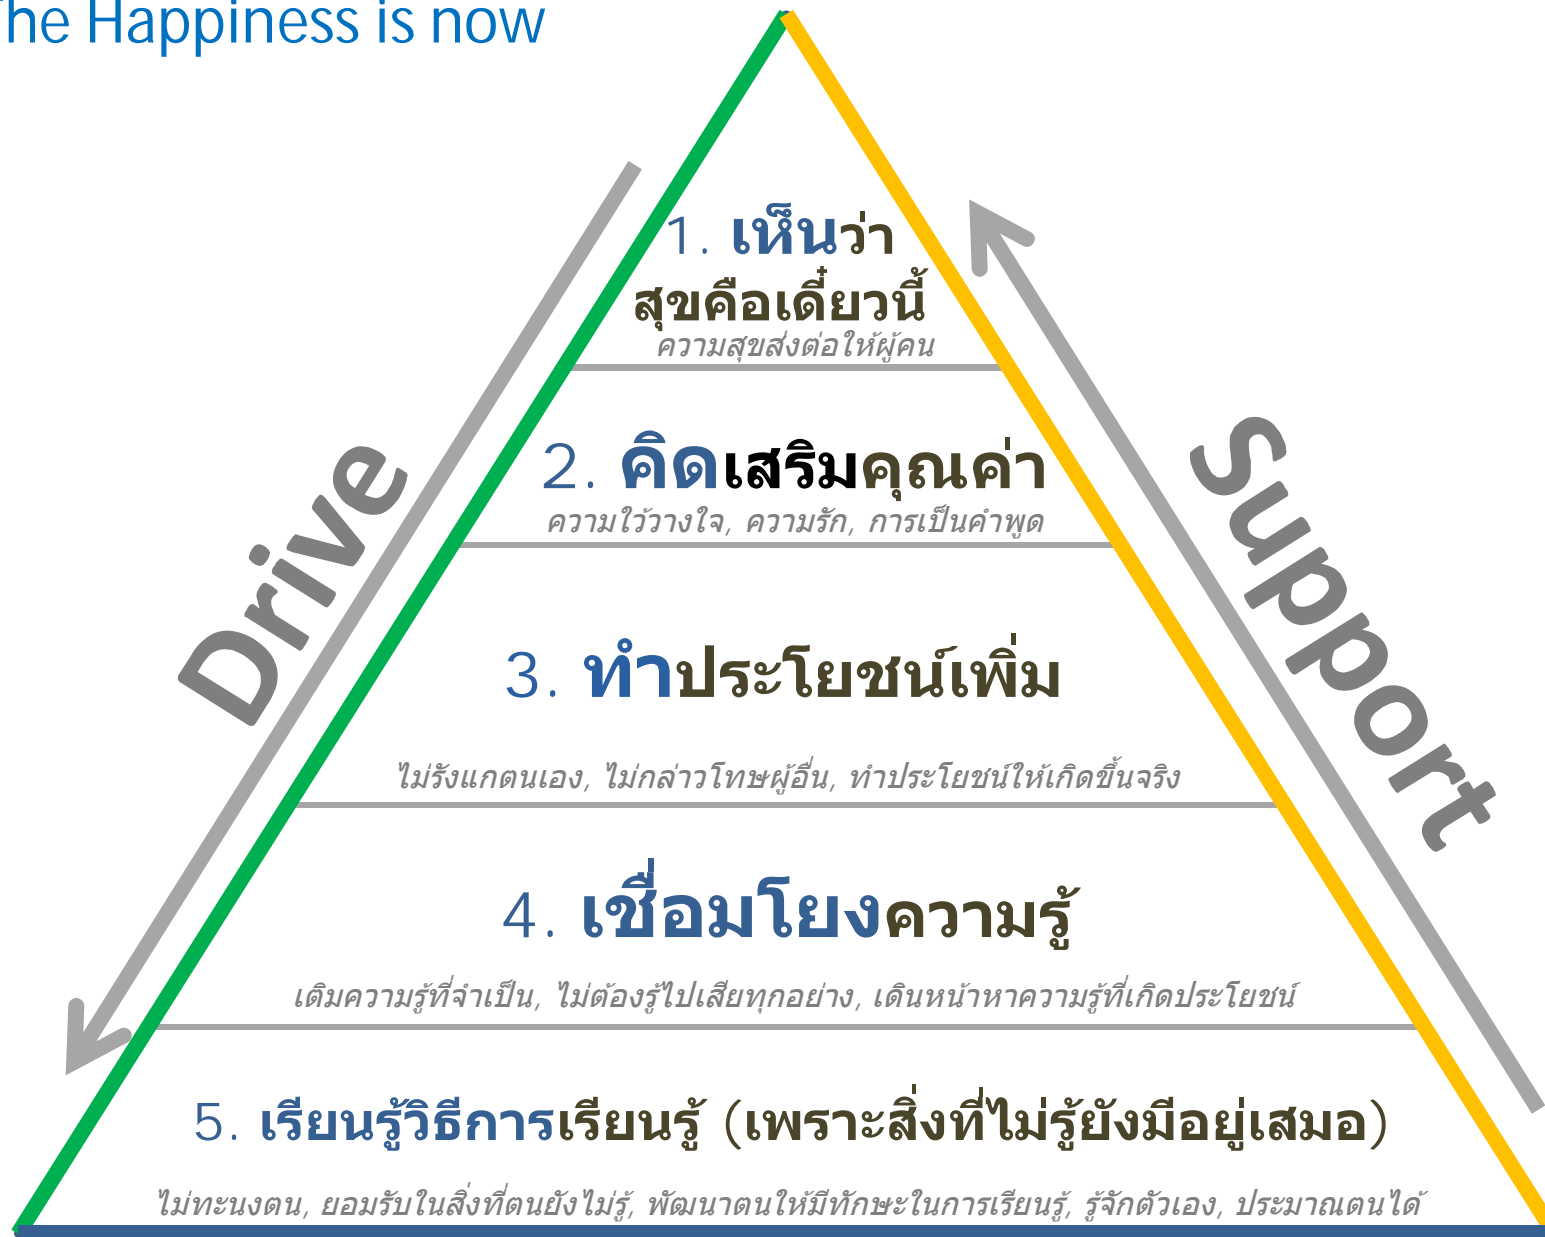 The Happiness is now
1. เห็นว่า
สุขคือเดี๋ยวนี้
ความสุขส่งต่อให้ผู้คน
2. คิดเสริมคุณค่า
ความใว้วางใจ, ความรัก, การเป็นคำพูด
Drive
Support
3. ทำประโยชน์เพิ่ม
ไม่รังแกตนเอง, ไม่กล่าวโทษผู้อื่น, ทำประโยชน์ให้เกิดขึ้นจริง
4. เชื่อมโยงความรู้
เติมความรู้ที่จำเป็น, ไม่ต้องรู้ไปเสียทุกอย่าง, เดินหน้าหาความรู้ที่เกิดประโยชน์
5. เรียนรู้วิธีการเรียนรู้ (เพราะสิ่งที่ไม่รู้ยังมีอยู่เสมอ)
ไม่ทะนงตน, ยอมรับในสิ่งที่ตนยังไม่รู้, พัฒนาตนให้มีทักษะในการเรียนรู้, รู้จักตัวเอง, ประมาณตนได้